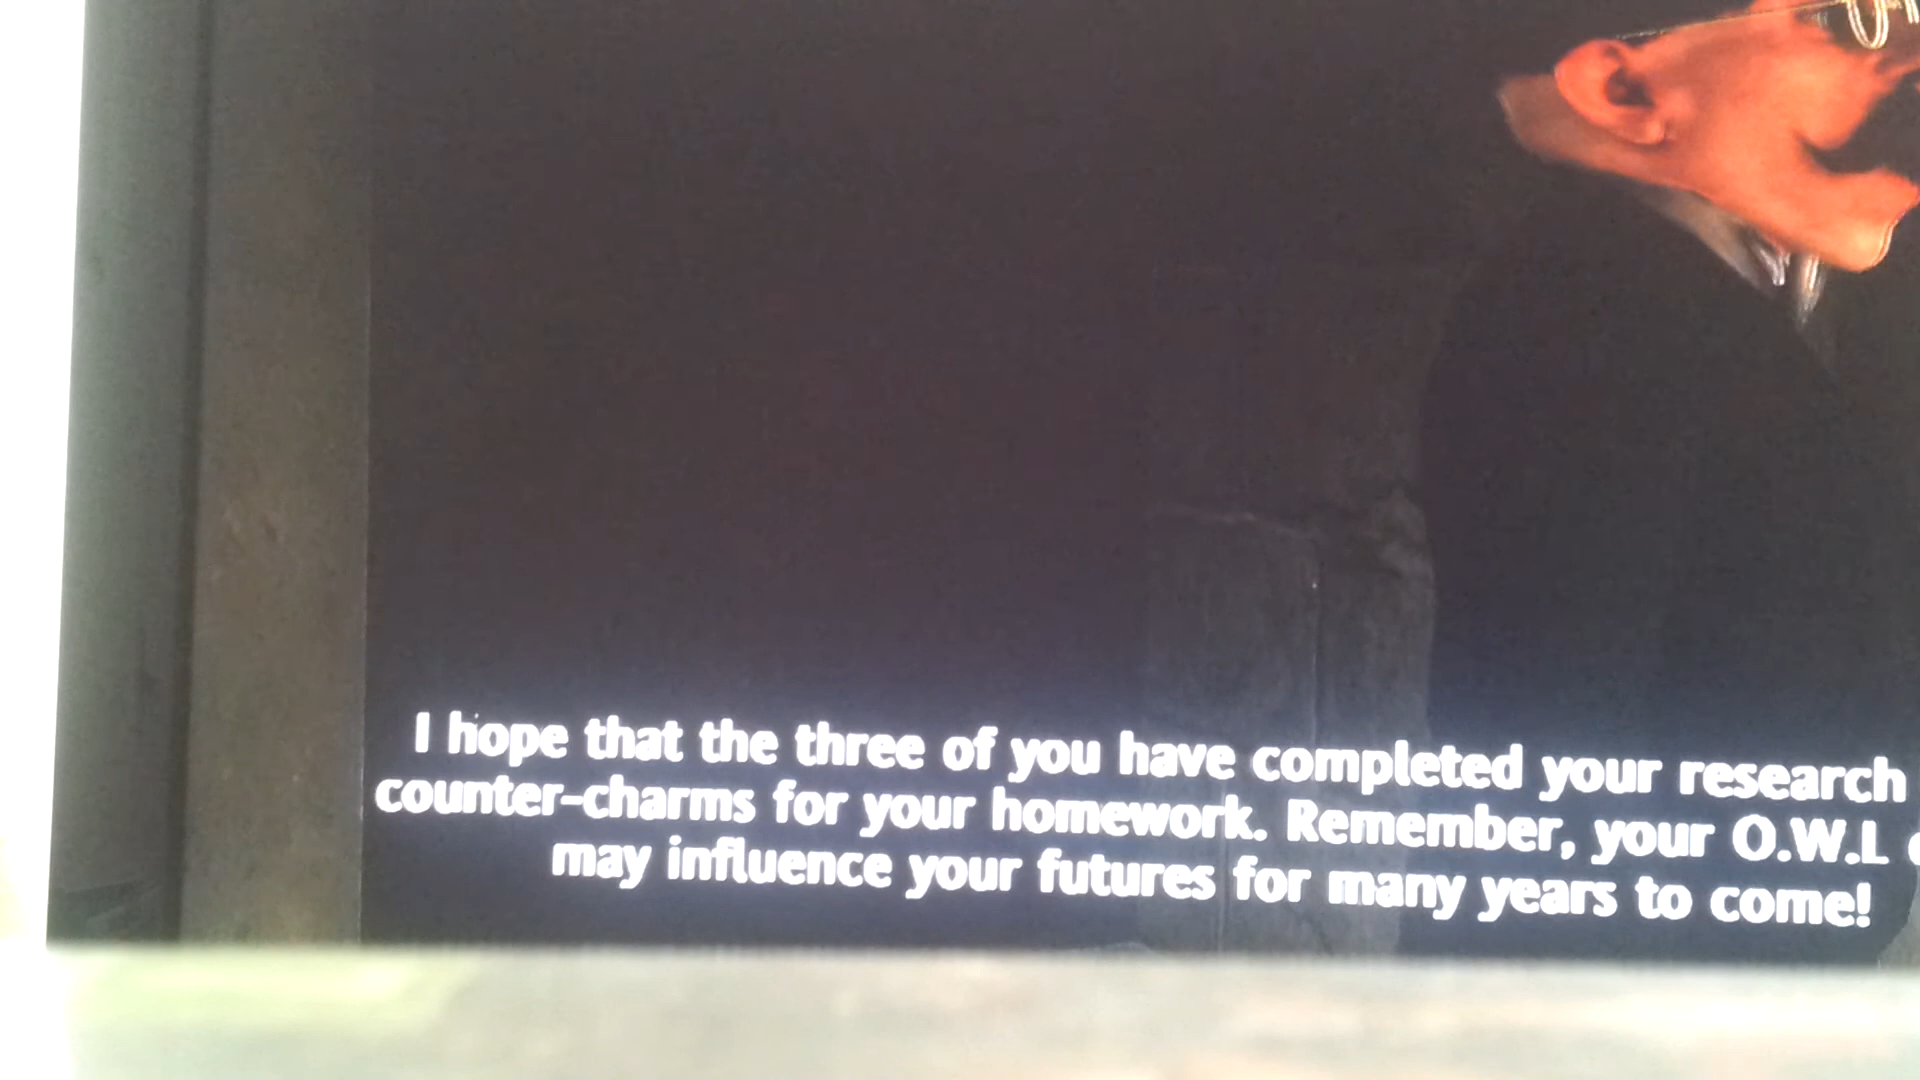 I hope that the three of you have completed your research
counter-charms for your homework. Remember, your O.W.L
may influence your futures for many years to come!